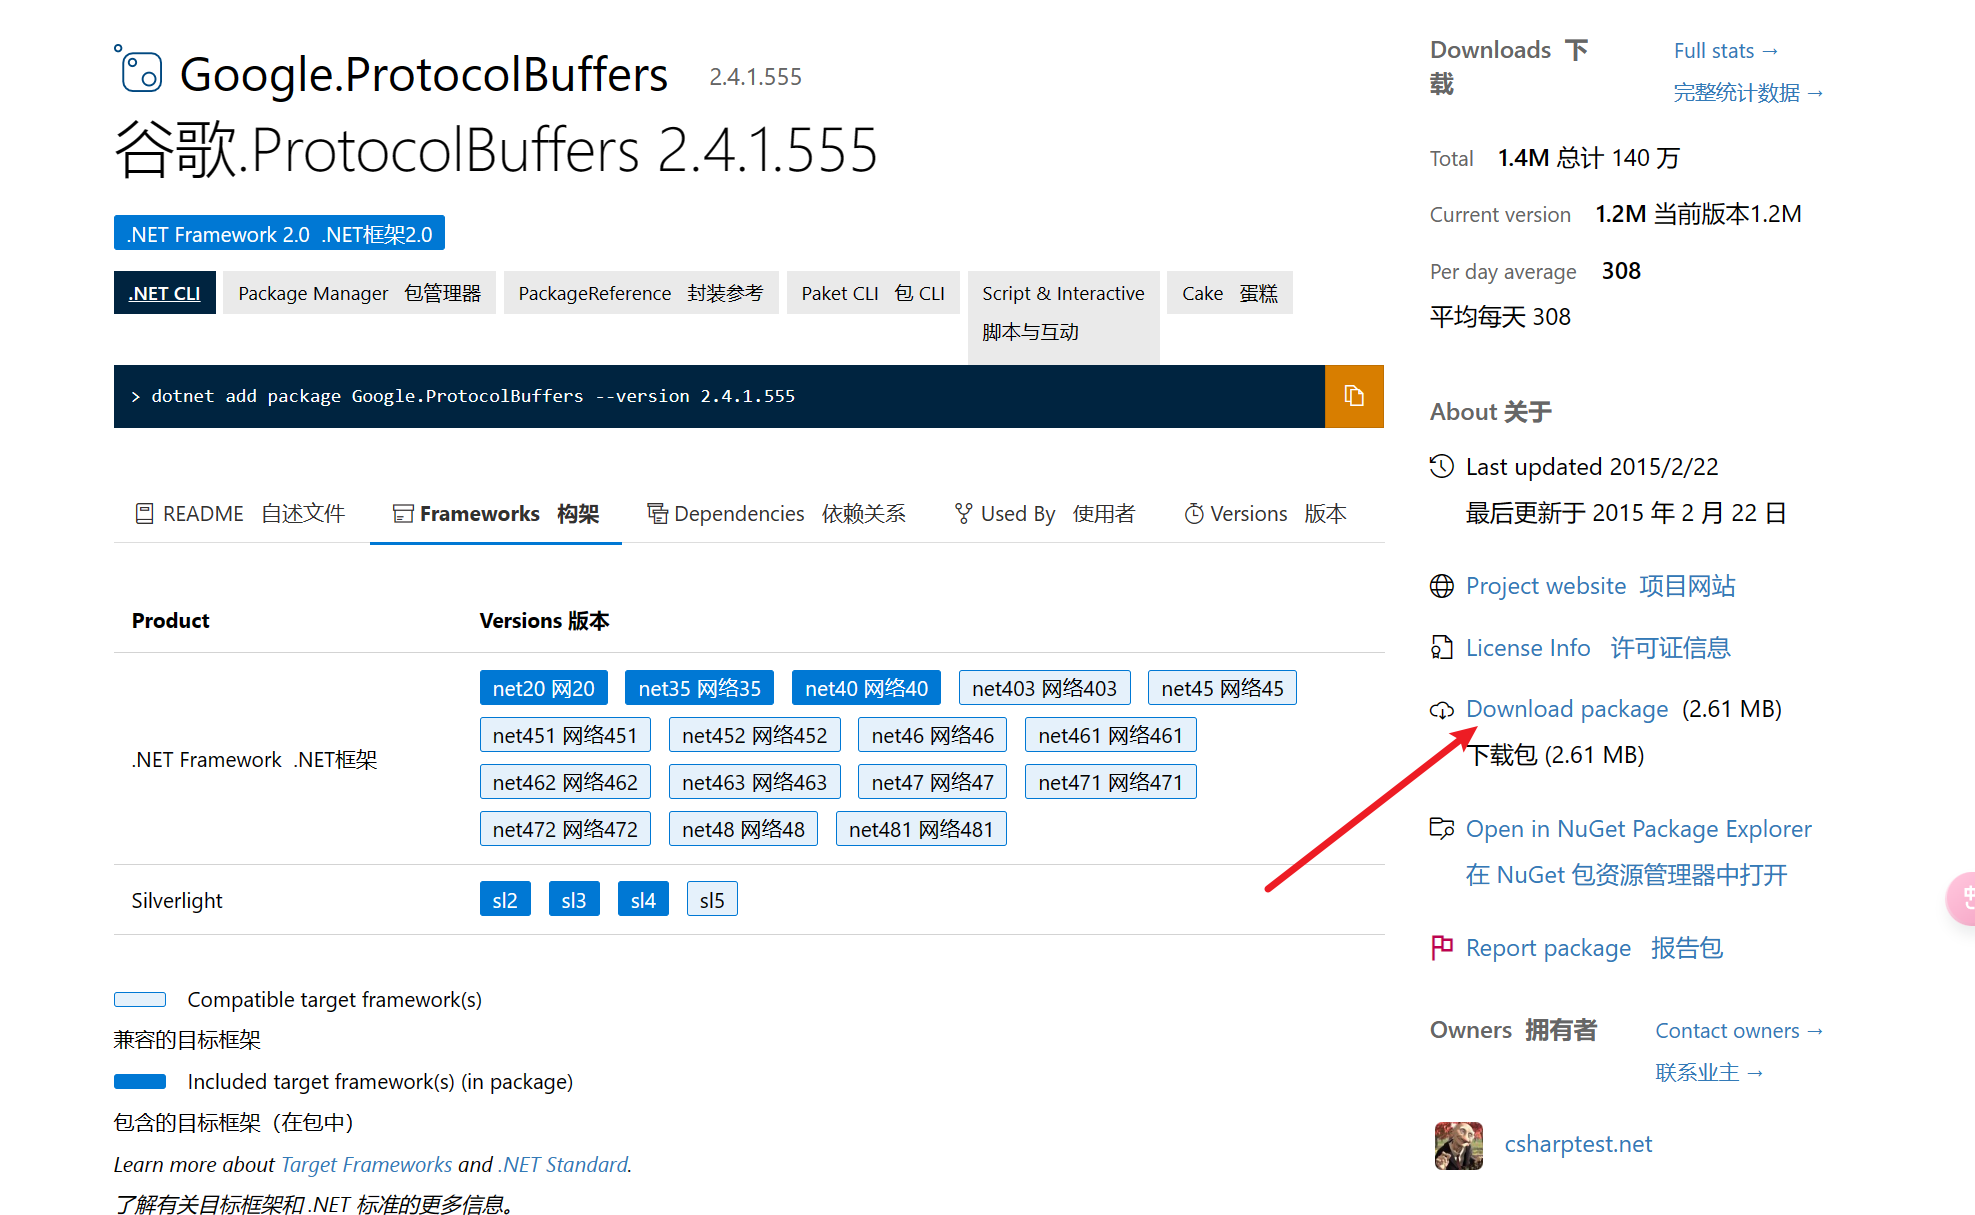 Google.ProtocolBuffers 2.4.1.555
谷歌.ProtocolBuffers 2.4.1.555
.NET Framework 2.0 .NET框架2.0
.NET CLI
Package Manager 包管理器
PackageReference 封装参考
Paket CLI 包 CLI
Script & Interactive
脚本与互动
Cake 蛋糕
> dotnet add package Google.ProtocolBuffers --version 2.4.1.555
README 自述文件
Frameworks 构架
Dependencies 依赖关系
Used By 使用者
Versions 版本
Product Versions 版本
.NET Framework .NET框架
net20 网20 net35 网络35 net40 网络40 net403 网络403 net45 网络45
net451 网络451 net452 网络452 net46 网络46 net461 网络461
net462 网络462 net463 网络463 net47 网络47 net471 网络471
net472 网络472 net48 网络48 net481 网络481
Silverlight sl2 sl3 sl4 sl5
Compatible target framework(s)
兼容的目标框架
Included target framework(s) (in package)
包含的目标框架（在包中）
Learn more about Target Frameworks and .NET Standard.
了解有关目标框架和 .NET 标准的更多信息。
Downloads 下
载
Full stats →
完整统计数据 →
Total 1.4M 总计 140 万
Current version 1.2M 当前版本1.2M
Per day average 308
平均每天 308
About 关于
Last updated 2015/2/22
最后更新于 2015 年 2 月 22 日
Project website 项目网站
License Info 许可证信息
Download package (2.61 MB)
下载包 (2.61 MB)
Open in NuGet Package Explorer
在 NuGet 包资源管理器中打开
Report package 报告包
Owners 拥有者
Contact owners →
联系业主 →
csharptest.net